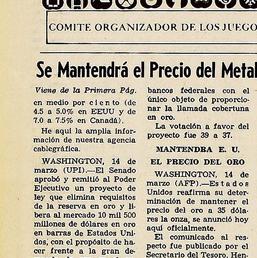 COMITE ORGANIZADOR DE LOS JUEGO
Se Mantendrá el Precio del Metal
Viene de la Primera Pág.
en medio por ciento (de
4.5 a 5.0% en EEUU y de
7.0 a 7.5% en Canadá).
He aquí la amplia infor-
mación de nuestra agencia
cablegráfica.
WASHINGTON, 14 de
marzo (UPI).—El Senado
aprobó y remitió al Poder
Ejecutivo un proyecto de
ley que elimina requisitos
de la reserva en oro y li-
bera al mercado 10 mil 500
millones de dólares en oro
en barras de Estados Uni-
dos, con el propósito de ha-
cer frente a la gran de-
bancos federales con el
único objeto de proporcio-
nar la llamada cobertura
en oro.
La votación a favor del
proyecto fue 39 a 37.
MANTENDRA E. U.
EL PRECIO DEL ORO
WASHINGTON, 14 de
marzo (AFP).—Estados
Unidos reafirma su deter-
minación de mantener el
precio del oro a 35 dóla-
res la onza, se anunció hoy
aquí oficialmente.
El comunicado al res-
pecto fue publicado por el
Secretario del Tesoro, Hen-